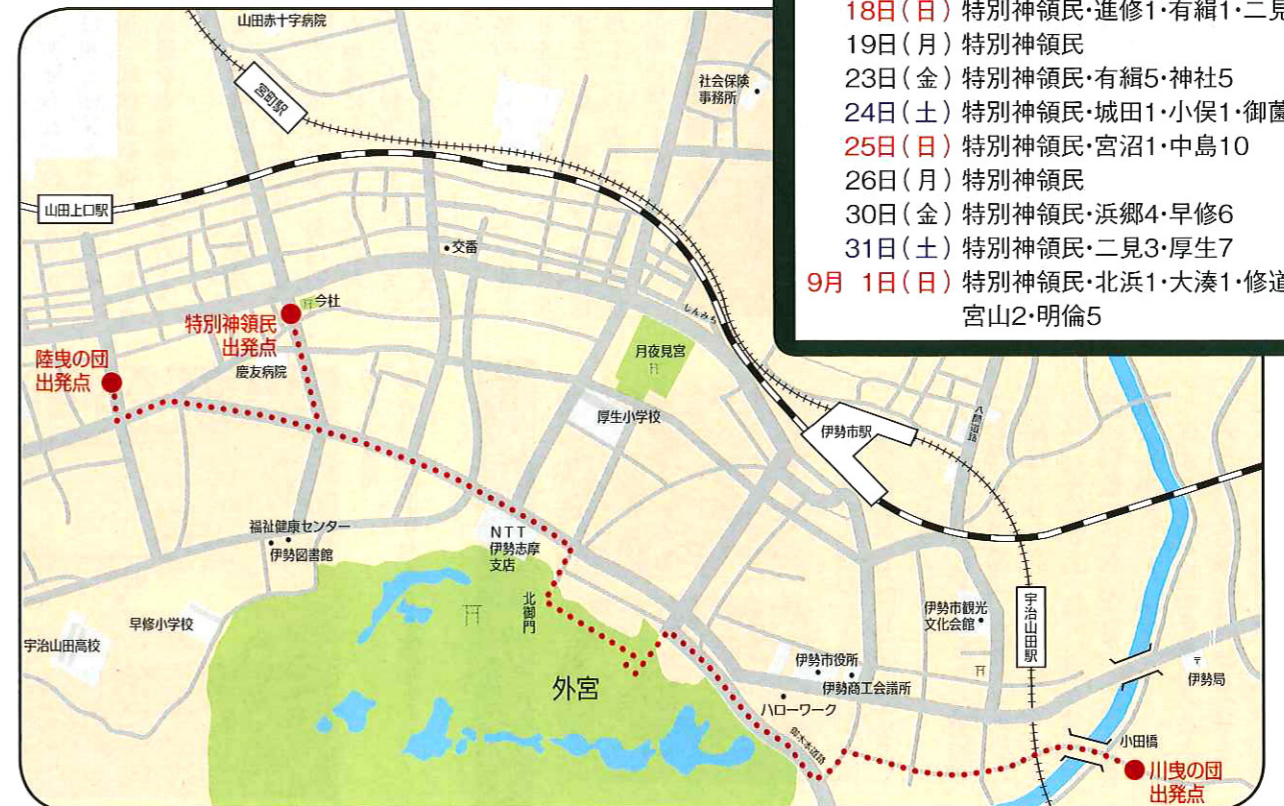 18日(日) 特別神領民・進修1・有緝1・二見
19日(月) 特別神領民
23日(金) 特別神領民・有緝5・神社5
24日(土) 特別神領民・城田1・小俣1・御薗
25日(日) 特別神領民・宮沼1・中島10
26日(月) 特別神領民
30日(金) 特別神領民・浜郷4・早修6
31日(土) 特別神領民・二見3・厚生7
9月 1日(日) 特別神領民・北浜1・大湊1・修道
宮山2・明倫5
山田赤十字病院
宮町駅
社会保険
事務所
山田上口駅
交番
今社
特別神領民
出発点
しんみち
陸曳の団
出発点
慶友病院
月夜見宮
厚生小学校
伊勢市駅
八間道路
福祉健康センター
伊勢図書館
NTT
伊勢志摩
支店
北御門
早修小学校
宇治山田高校
外宮
伊勢市観光
文化会館
宇治山田駅
伊勢市役所
伊勢商工会議所
ハローワーク
伊勢局
御木本道路
小田橋
川曳の団
出発点